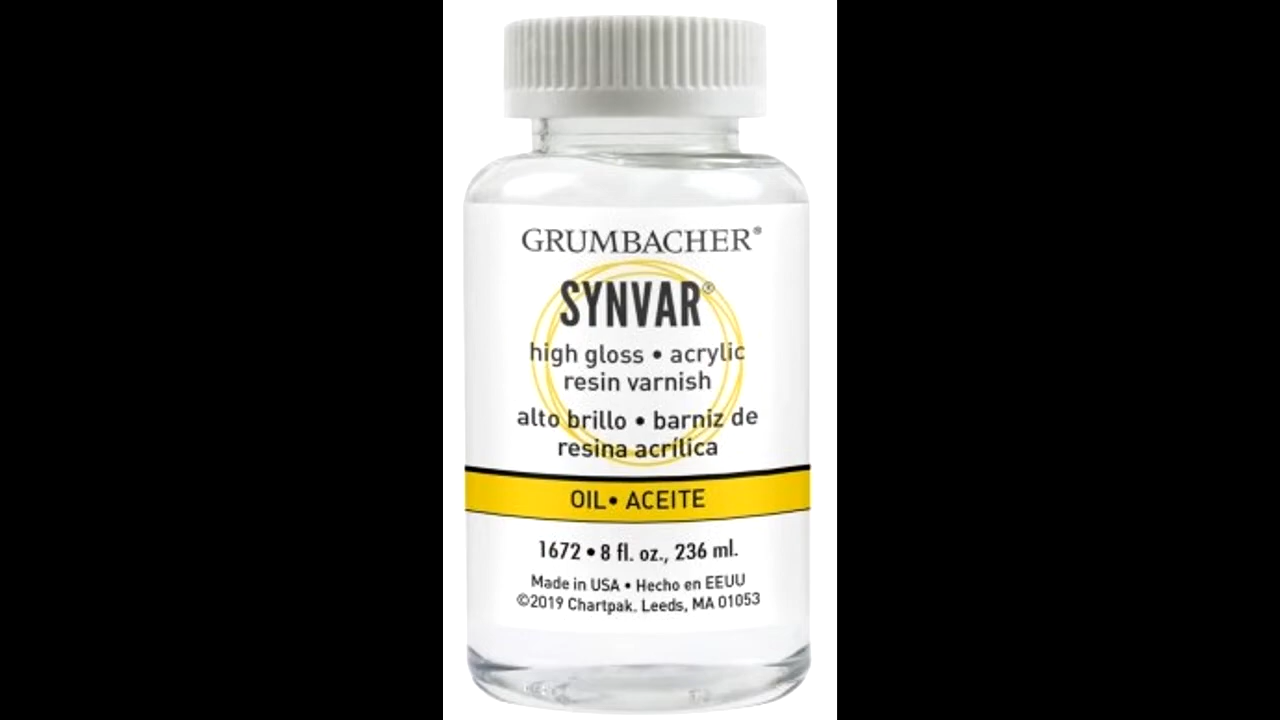 GRUMBACHER®
SYNVAR®
high gloss • acrylic
resin varnish
alto brillo • barniz de
resina acrílica
OIL• ACEITE
1672 • 8 fl. oz., 236 ml.
Made in USA • Hecho en EEUU
©2019 Chartpak. Leeds, MA 01053